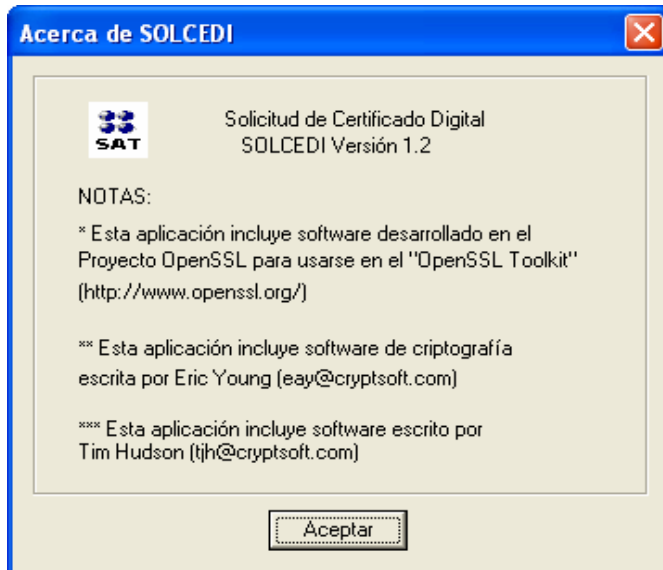 Acerca de SOLCEDI
SAT
Solicitud de Certificado Digital
SOLCEDI Versión 1.2
NOTAS:
* Esta aplicación incluye software desarrollado en el
Proyecto OpenSSL para usarse en el "OpenSSL Toolkit"
(http://www.openssl.org/)
** Esta aplicación incluye software de criptografía
escrita por Eric Young (eay@cryptsoft.com)
*** Esta aplicación incluye software escrito por
Tim Hudson (tjh@cryptsoft.com)
Aceptar